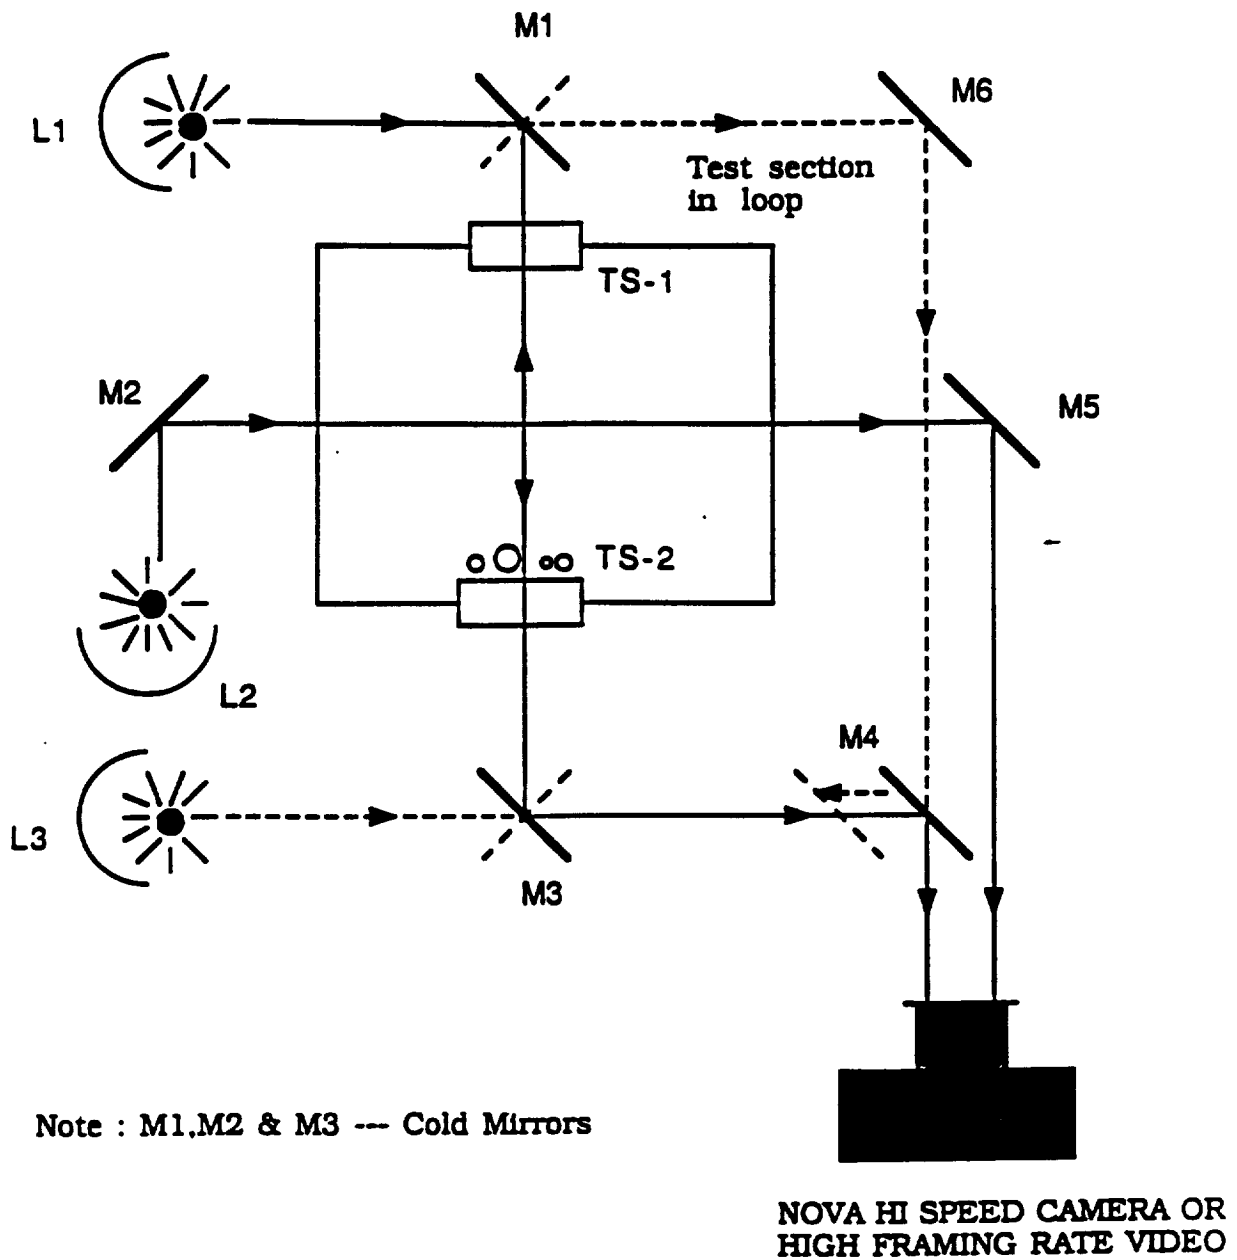 M1
M6
L1
Test section
in loop
TS-1
M2
M5
TS-2
L2
M4
L3
M3
Note : M1,M2 & M3 --- Cold Mirrors
NOVA HI SPEED CAMERA OR
HIGH FRAMING RATE VIDEO